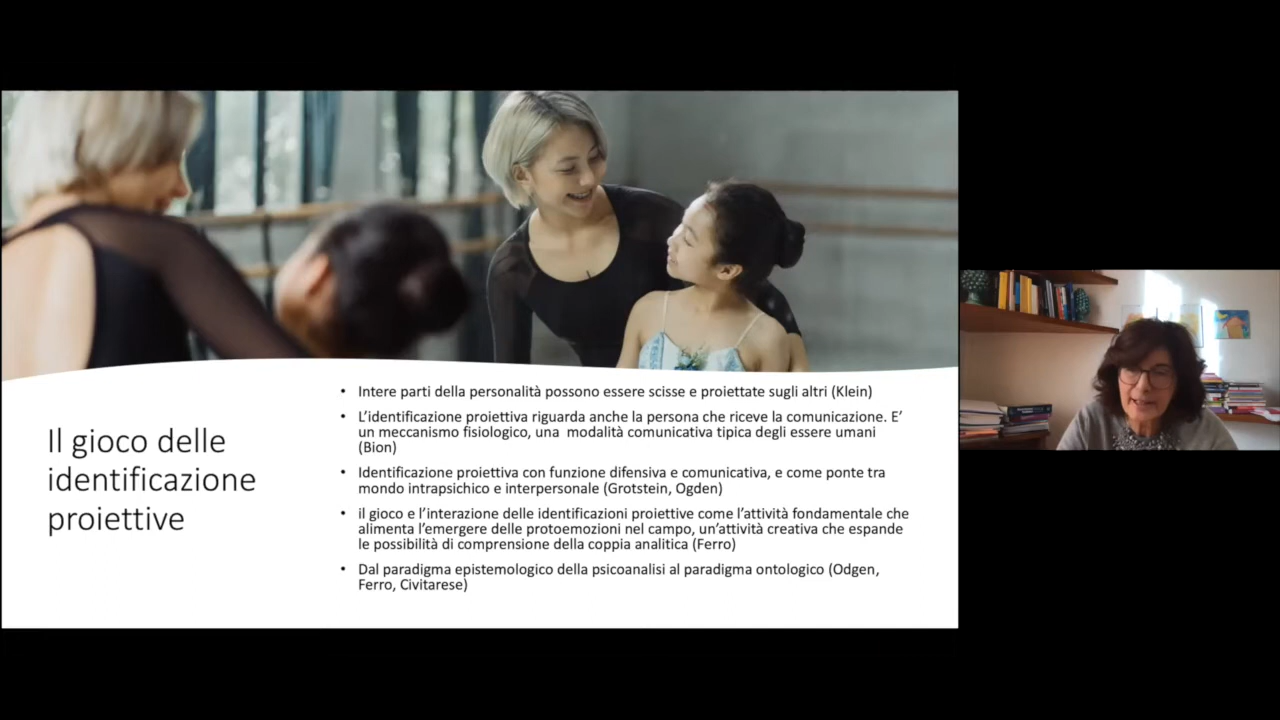 Il gioco delle
identificazione
proiettive
• Intere parti della personalità possono essere scisse e proiettate sugli altri (Klein)
• L’identificazione proiettiva riguarda anche la persona che riceve la comunicazione. E’
un meccanismo fisiologico, una  modalità comunicativa tipica degli essere umani
(Bion)
• Identificazione proiettiva con funzione difensiva e comunicativa, e come ponte tra
mondo intrapsichico e interpersonale (Grotstein, Ogden)
• il gioco e l’interazione delle identificazioni proiettive come l’attività fondamentale che
alimenta l’emergere delle protoemozioni nel campo, un’attività creativa che espande
le possibilità di comprensione della coppia analitica (Ferro)
• Dal paradigma epistemologico della psicoanalisi al paradigma ontologico (Odgen,
Ferro, Civitarese)